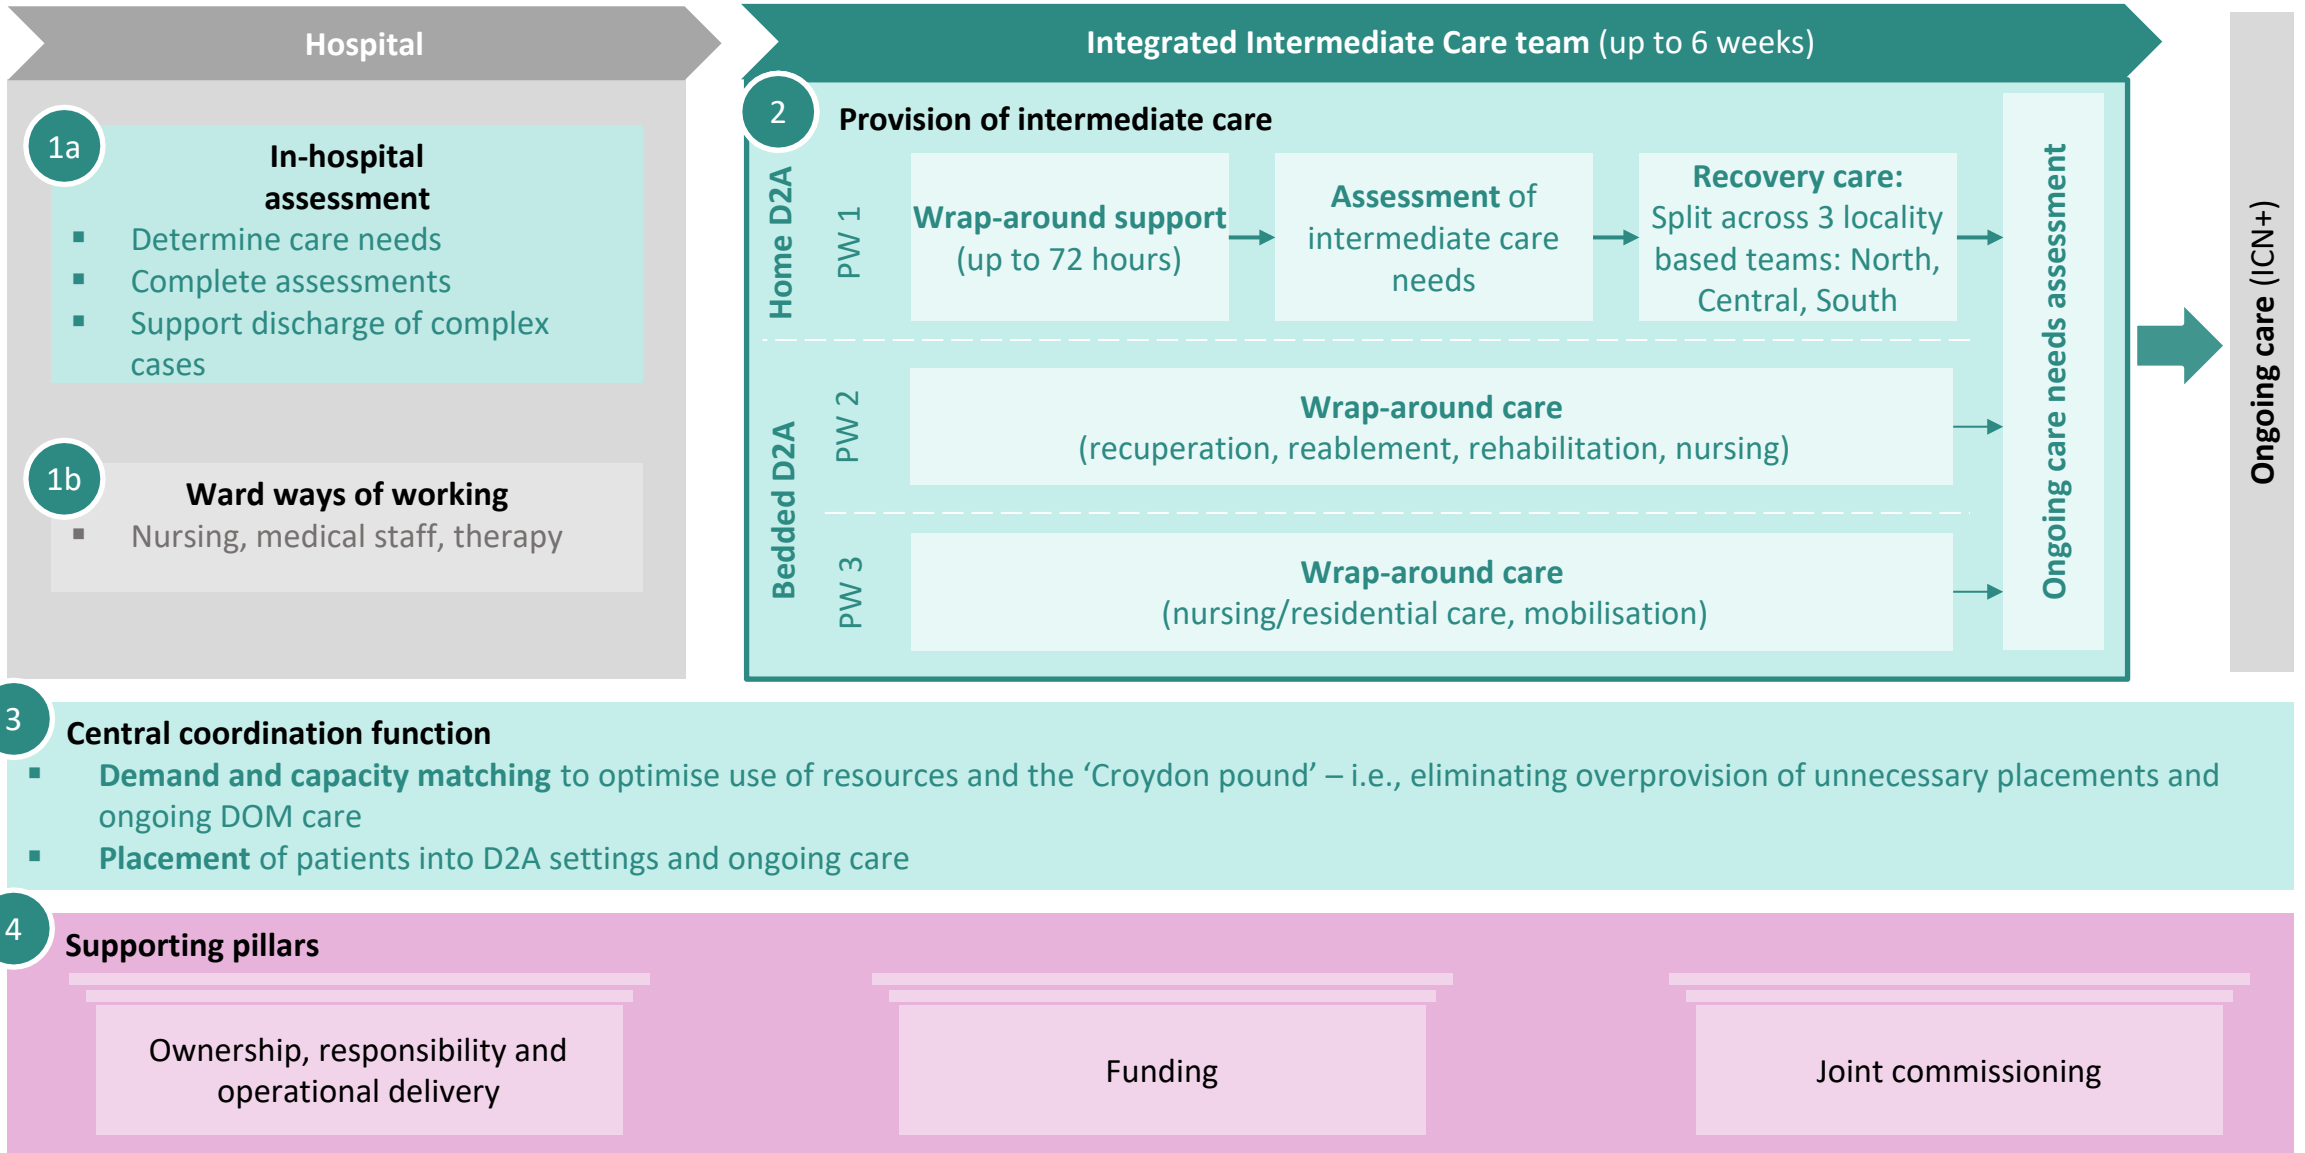 Hospital
1a
In-hospital
assessment
▪ Determine care needs
▪ Complete assessments
▪ Support discharge of complex
cases
1b
Ward ways of working
▪ Nursing, medical staff, therapy
Integrated Intermediate Care team (up to 6 weeks)
2
Provision of intermediate care
Home D2A
PW 1
Wrap-around support
(up to 72 hours)
Assessment of
intermediate care
needs
Recovery care:
Split across 3 locality
based teams: North,
Central, South
Bedded D2A
PW 2
Wrap-around care
(recuperation, reablement, rehabilitation, nursing)
PW 3
Wrap-around care
(nursing/residential care, mobilisation)
Ongoing care needs assessment
Ongoing care (ICN+)
3
Central coordination function
▪ Demand and capacity matching to optimise use of resources and the ‘Croydon pound’ – i.e., eliminating overprovision of unnecessary placements and
ongoing DOM care
▪ Placement of patients into D2A settings and ongoing care
4
Supporting pillars
Ownership, responsibility and
operational delivery
Funding
Joint commissioning